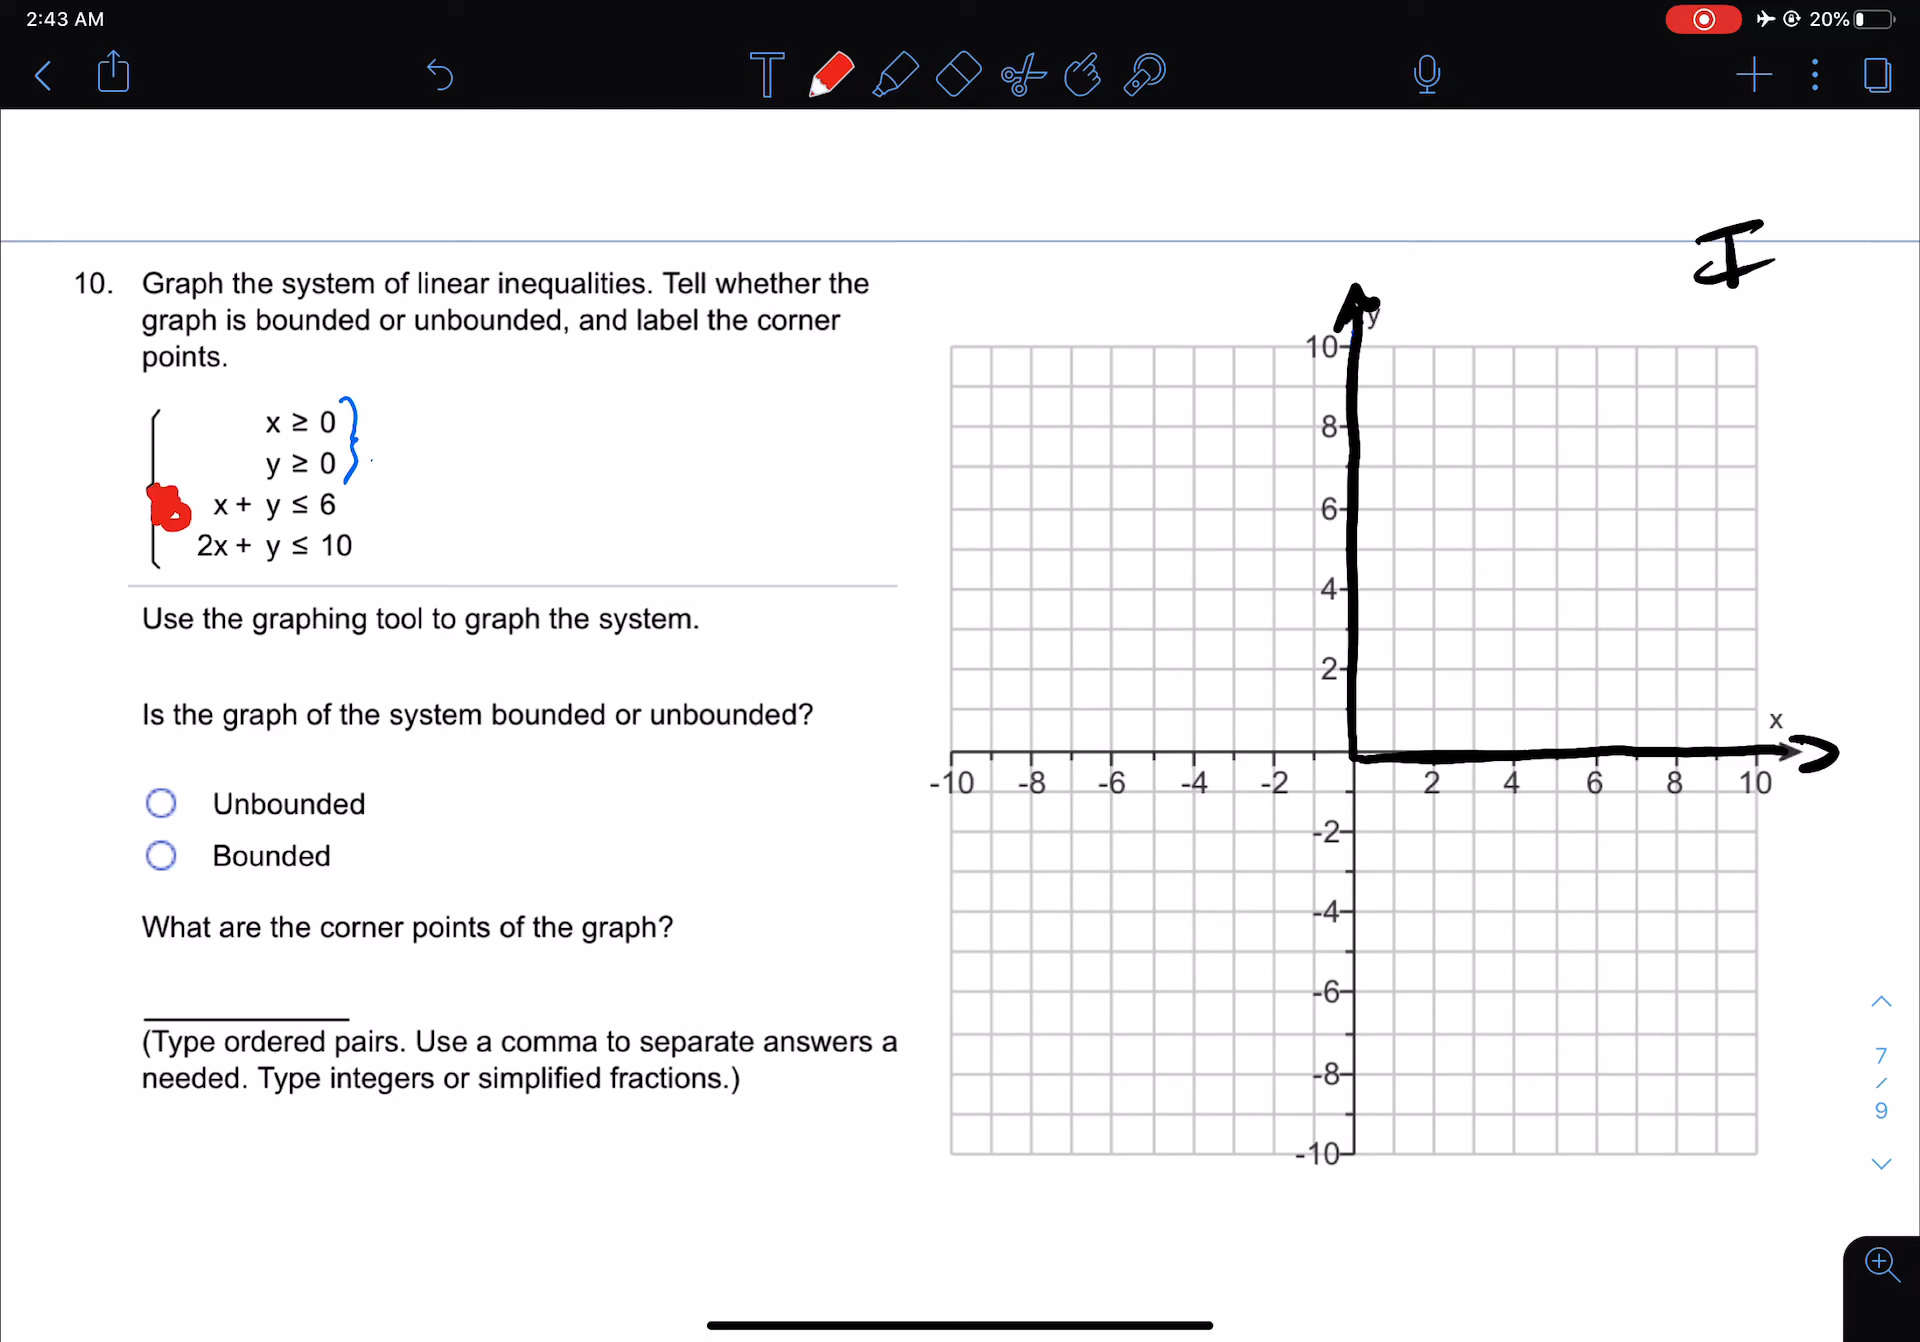 2:43 AM
20%
T
I
10. Graph the system of linear inequalities. Tell whether the
graph is bounded or unbounded, and label the corner
points.
x ≥ 0
y ≥ 0
x + y ≤ 6
2x + y ≤ 10
Use the graphing tool to graph the system.
Is the graph of the system bounded or unbounded?
Unbounded
Bounded
What are the corner points of the graph?
(Type ordered pairs. Use a comma to separate answers a
needed. Type integers or simplified fractions.)
y
10
8
6
4
2
x
-10 -8 -6 -4 -2 2 4 6 8 10
-2
-4
-6
-8
-10
7
/
9